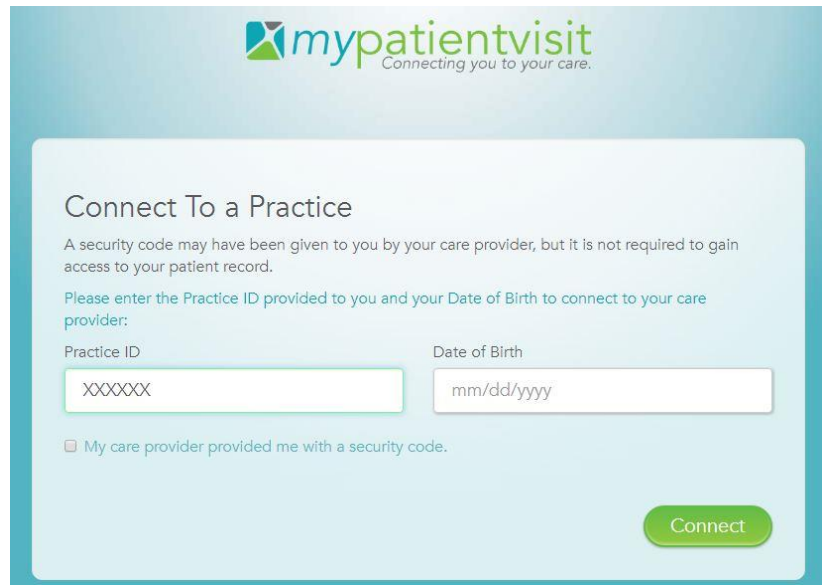 mypatientvisit
Connecting you to your care.
Connect To a Practice
A security code may have been given to you by your care provider, but it is not required to gain
access to your patient record.
Please enter the Practice ID provided to you and your Date of Birth to connect to your care
provider:
Practice ID
Date of Birth
XXXXXX
mm/dd/yyyy
My care provider provided me with a security code.
Connect